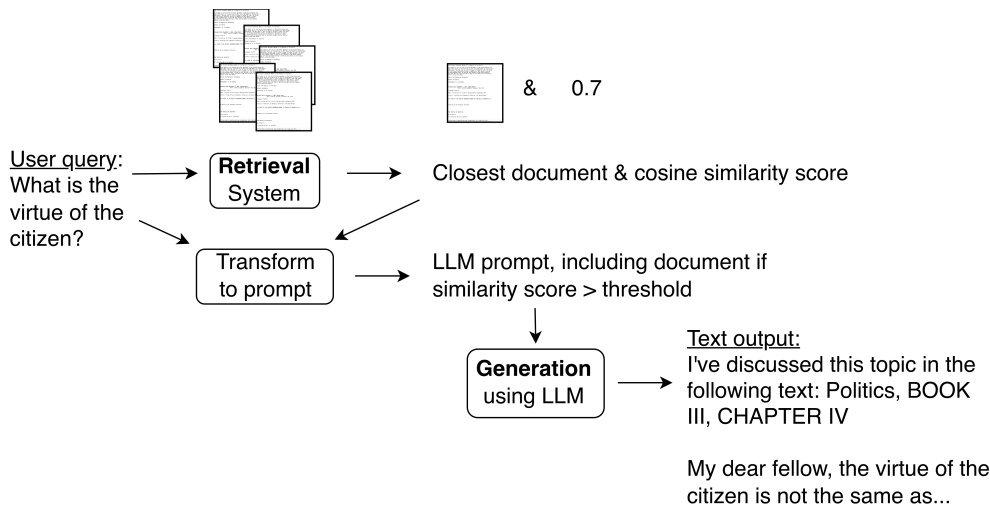 & 0.7
User query:
What is the
virtue of the
citizen?
Retrieval
System
Closest document & cosine similarity score
Transform
to prompt
LLM prompt, including document if
similarity score > threshold
Generation
using LLM
Text output:
I've discussed this topic in the
following text: Politics, BOOK
III, CHAPTER IV
My dear fellow, the virtue of the
citizen is not the same as...